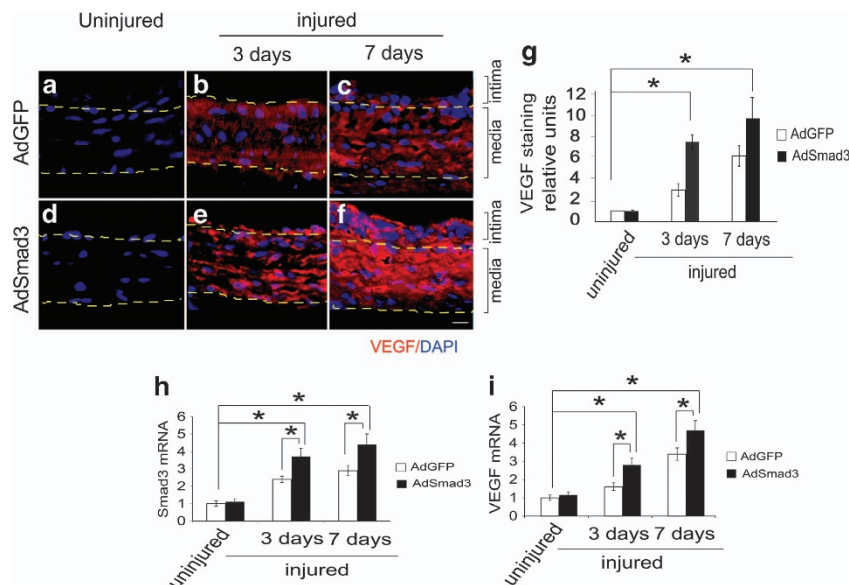 Uninjured
injured
3 days
7 days
AdGFP
AdSmad3
a
b
c
d
e
f
intima
media
intima
media
VEGF/DAPI
g
VEGF staining
relative units
12
10
8
6
4
2
0
*
*
AdGFP
AdSmad3
uninjured
3 days 7 days
injured
h
Smad3 mRNA
6
5
4
3
2
1
0
*
*
*
*
AdGFP
AdSmad3
uninjured
3 days 7 days
injured
i
VEGF mRNA
6
5
4
3
2
1
0
*
*
*
*
AdGFP
AdSmad3
uninjured
3 days 7 days
injured